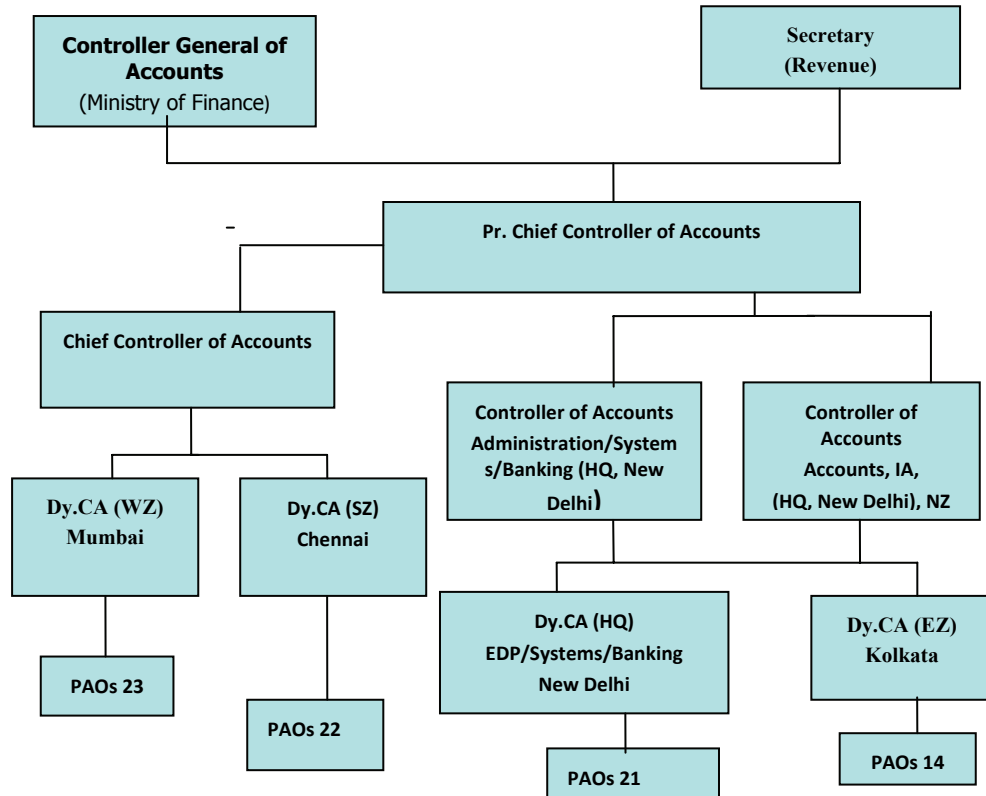 Controller General of
Accounts
(Ministry of Finance)
Secretary
(Revenue)
Pr. Chief Controller of Accounts
Chief Controller of Accounts
Controller of Accounts
Administration/System
s/Banking (HQ, New
Delhi)
Controller of
Accounts
Accounts, IA,
(HQ, New Delhi), NZ
Dy.CA (WZ)
Mumbai
Dy.CA (SZ)
Chennai
Dy.CA (HQ)
EDP/Systems/Banking
New Delhi
Dy.CA (EZ)
Kolkata
PAOs 23
PAOs 22
PAOs 21
PAOs 14